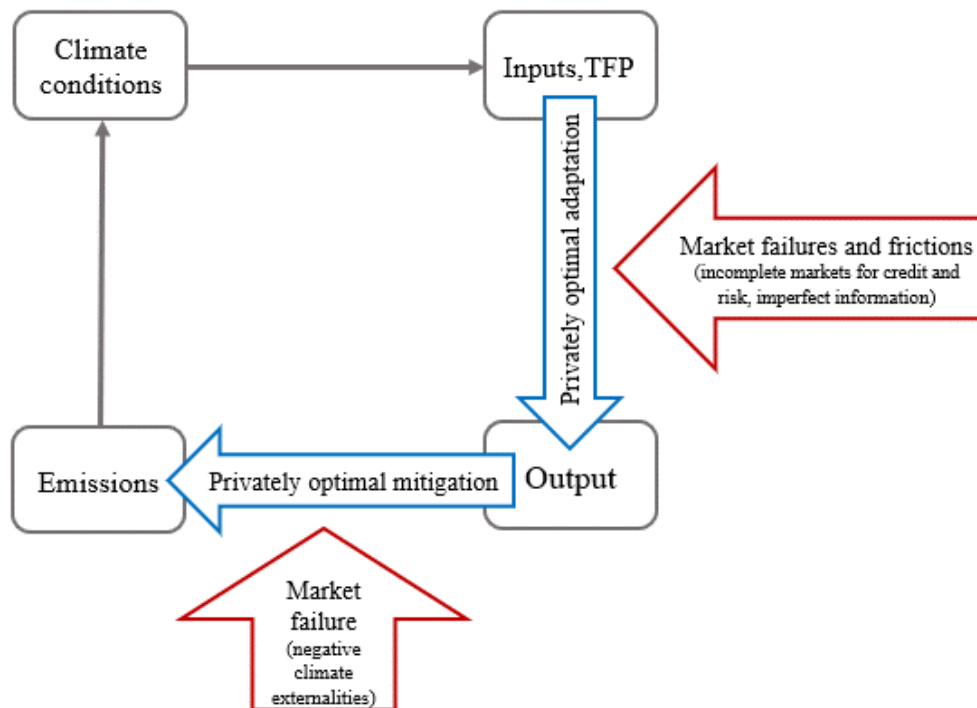 Climate
conditions
Inputs,TFP
Privately optimal adaptation
Market failures and frictions
(incomplete markets for credit and
risk, imperfect information)
Emissions
Privately optimal mitigation
Output
Market
failure
(negative
climate
externalities)